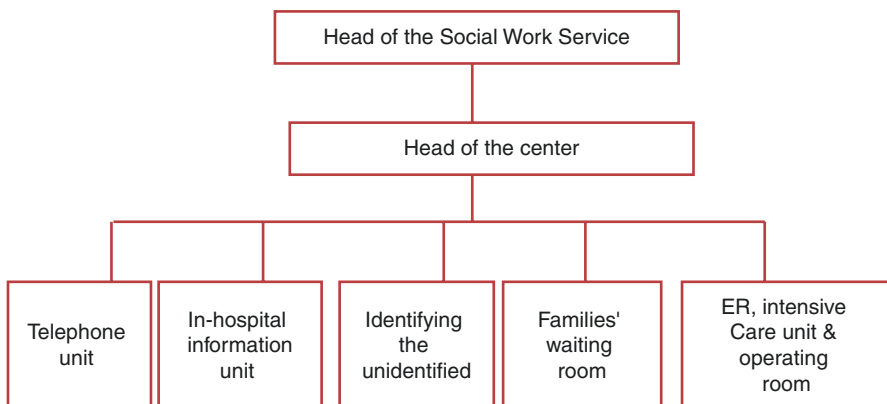 Head of the Social Work Service
Head of the center
Telephone
unit
In-hospital
information
unit
Identifying
the
unidentified
Families'
waiting
room
ER, intensive
Care unit &
operating
room